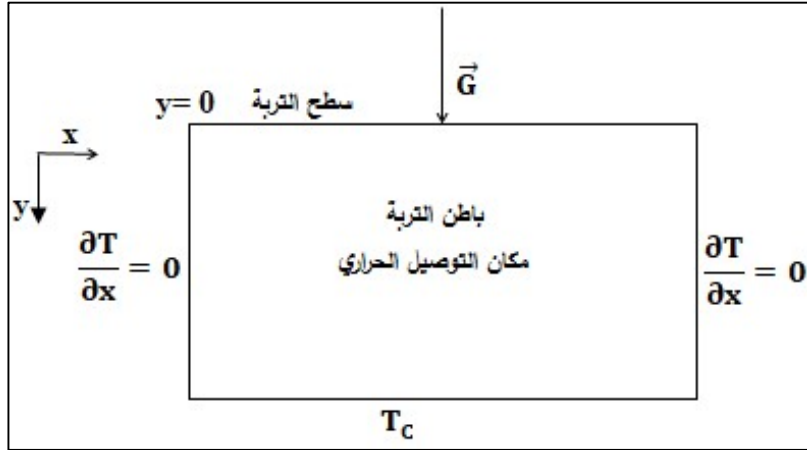 G⃗
y= 0 سطح التربة
x
y
باطن التربة
مكان التوصيل الحراري
∂T/∂x = 0
∂T/∂x = 0
T_C